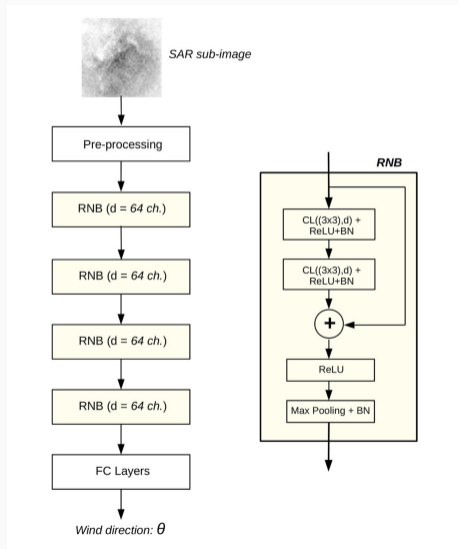 SAR sub-image
Pre-processing
RNB (d = 64 ch.)
RNB (d = 64 ch.)
RNB (d = 64 ch.)
RNB (d = 64 ch.)
FC Layers
Wind direction: θ
RNB
CL((3x3),d) +
ReLU+BN
CL((3x3),d) +
ReLU+BN
+
ReLU
Max Pooling + BN